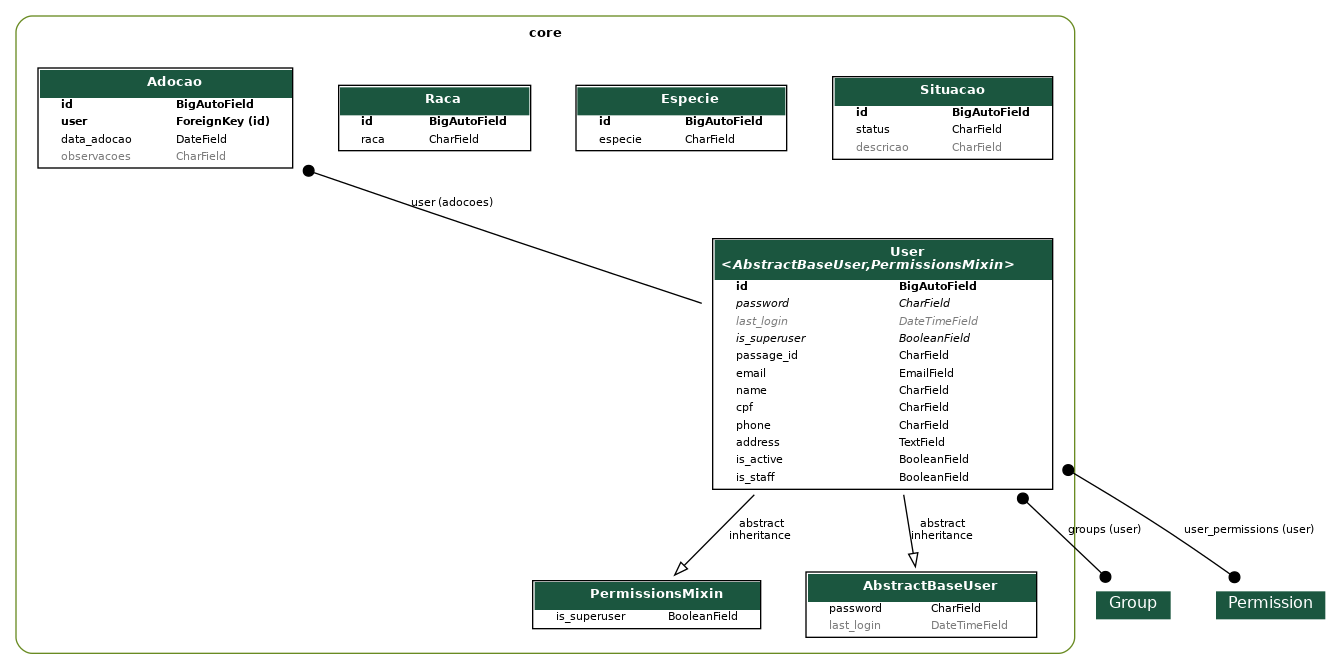 core
Adocao
id BigAutoField
user ForeignKey (id)
data_adocao DateField
observacoes CharField
Raca
id BigAutoField
raca CharField
Especie
id BigAutoField
especie CharField
Situacao
id BigAutoField
status CharField
descricao CharField
user (adocoes)
User
<AbstractBaseUser,PermissionsMixin>
id BigAutoField
password CharField
last_login DateTimeField
is_superuser BooleanField
passage_id CharField
email EmailField
name CharField
cpf CharField
phone CharField
address TextField
is_active BooleanField
is_staff BooleanField
abstract
inheritance
abstract
inheritance
groups (user)
user_permissions (user)
PermissionsMixin
is_superuser BooleanField
AbstractBaseUser
password CharField
last_login DateTimeField
Group
Permission